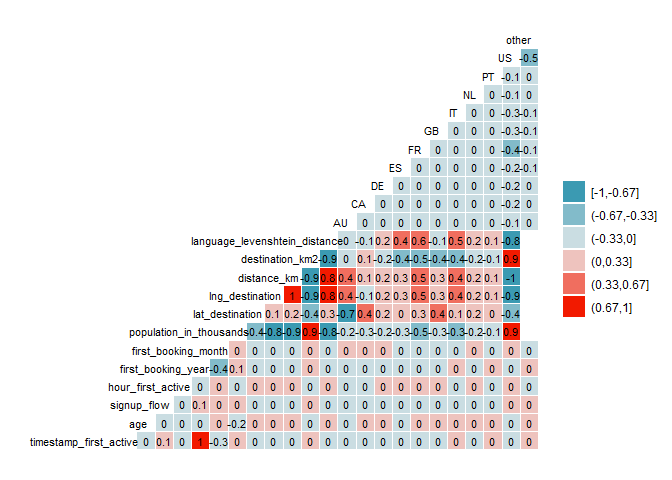 other
US -0.5
PT -0.1 0
NL 0 -0.1 0
IT 0 0 -0.3 -0.1
GB 0 0 0 -0.3 -0.1
FR 0 0 0 0 -0.4 -0.1
ES 0 0 0 0 0 -0.2 -0.1
DE 0 0 0 0 0 0 -0.2 0
CA 0 0 0 0 0 0 0 -0.2 0
AU 0 0 0 0 0 0 0 0 -0.1 0
language_levenshtein_distance 0 -0.1 0.2 0.4 0.6 -0.1 0.5 0.2 0.1 -0.8
destination_km2 -0.9 0 0.1 -0.2 -0.4 -0.5 -0.4 -0.4 -0.2 -0.1 0.9
distance_km -0.9 0.8 0.4 0.1 0.2 0.3 0.5 0.3 0.4 0.2 0.1 -1
lng_destination 1 -0.9 0.8 0.4 -0.1 0.2 0.3 0.5 0.3 0.4 0.2 0.1 -0.9
lat_destination 0.1 0.2 -0.4 0.3 -0.7 0.4 0.2 0 0.3 0.4 0.1 0.2 0 -0.4
population_in_thousands 0.4 -0.8 -0.9 0.9 -0.8 -0.2 -0.3 -0.2 -0.3 -0.5 -0.3 -0.3 -0.2 -0.1 0.9
first_booking_month 0 0 0 0 0 0 0 0 0 0 0 0 0 0 0 0 0
first_booking_year -0.4 0.1 0 0 0 0 0 0 0 0 0 0 0 0 0 0 0 0
hour_first_active 0 0 0 0 0 0 0 0 0 0 0 0 0 0 0 0 0 0 0
signup_flow 0 0.1 0 0 0 0 0 0 0 0 0 0 0 0 0 0 0 0 0 0
age 0 0 0 0 -0.2 0 0 0 0 0 0 0 0 0 0 0 0 0 0 0 0
timestamp_first_active 0 0.1 0 1 -0.3 0 0 0 0 0 0 0 0 0 0 0 0 0 0 0 0 0
[-1,-0.67]
(-0.67,-0.33]
(-0.33,0]
(0,0.33]
(0.33,0.67]
(0.67,1]